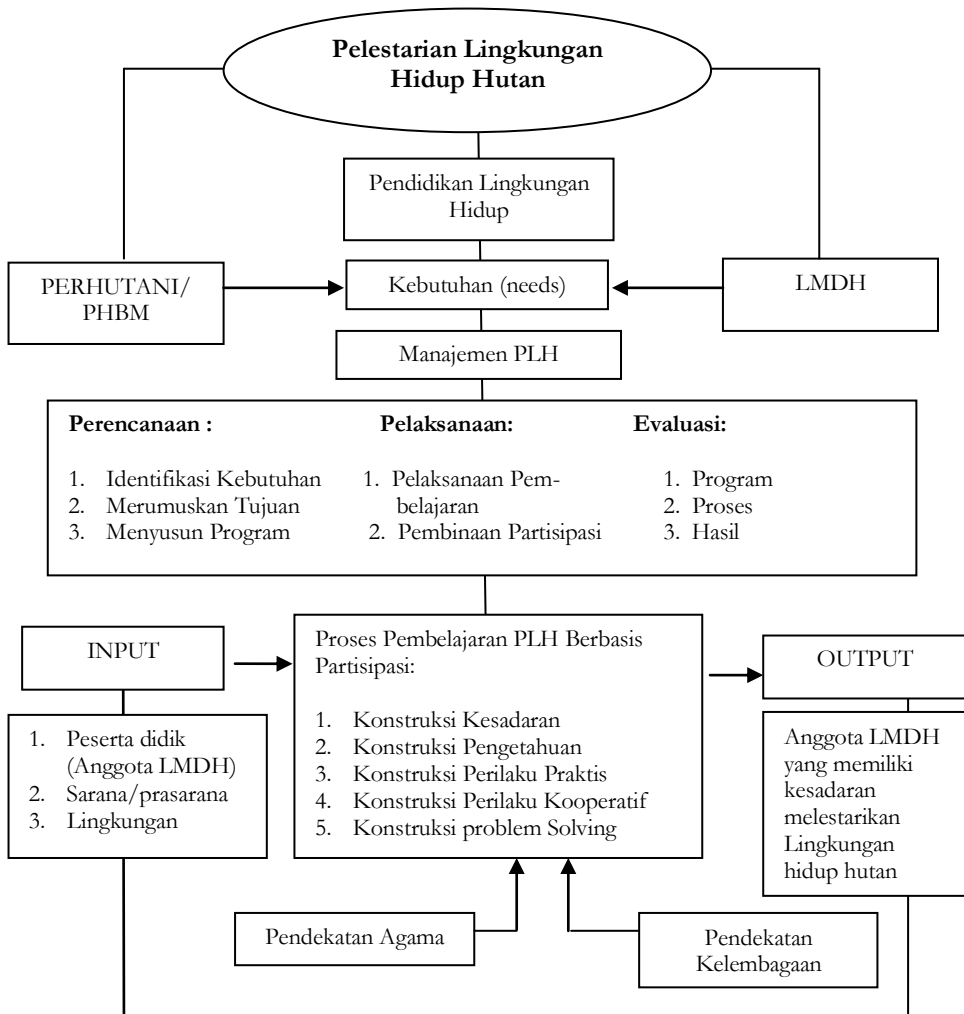 Pelestarian Lingkungan
Hidup Hutan
Pendidikan Lingkungan
Hidup
PERHUTANI/
PHBM
Kebutuhan (needs)
LMDH
Manajemen PLH
Perencanaan :
1. Identifikasi Kebutuhan
2. Merumuskan Tujuan
3. Menyusun Program
Pelaksanaan:
1. Pelaksanaan Pem-
belajaran
2. Pembinaan Partisipasi
Evaluasi:
1. Program
2. Proses
3. Hasil
INPUT
1. Peserta didik
(Anggota LMDH)
2. Sarana/prasarana
3. Lingkungan
Proses Pembelajaran PLH Berbasis
Partisipasi:
1. Konstruksi Kesadaran
2. Konstruksi Pengetahuan
3. Konstruksi Perilaku Praktis
4. Konstruksi Perilaku Kooperatif
5. Konstruksi problem Solving
OUTPUT
Anggota LMDH
yang memiliki
kesadaran
melestarikan
Lingkungan
hidup hutan
Pendekatan Agama
Pendekatan
Kelembagaan